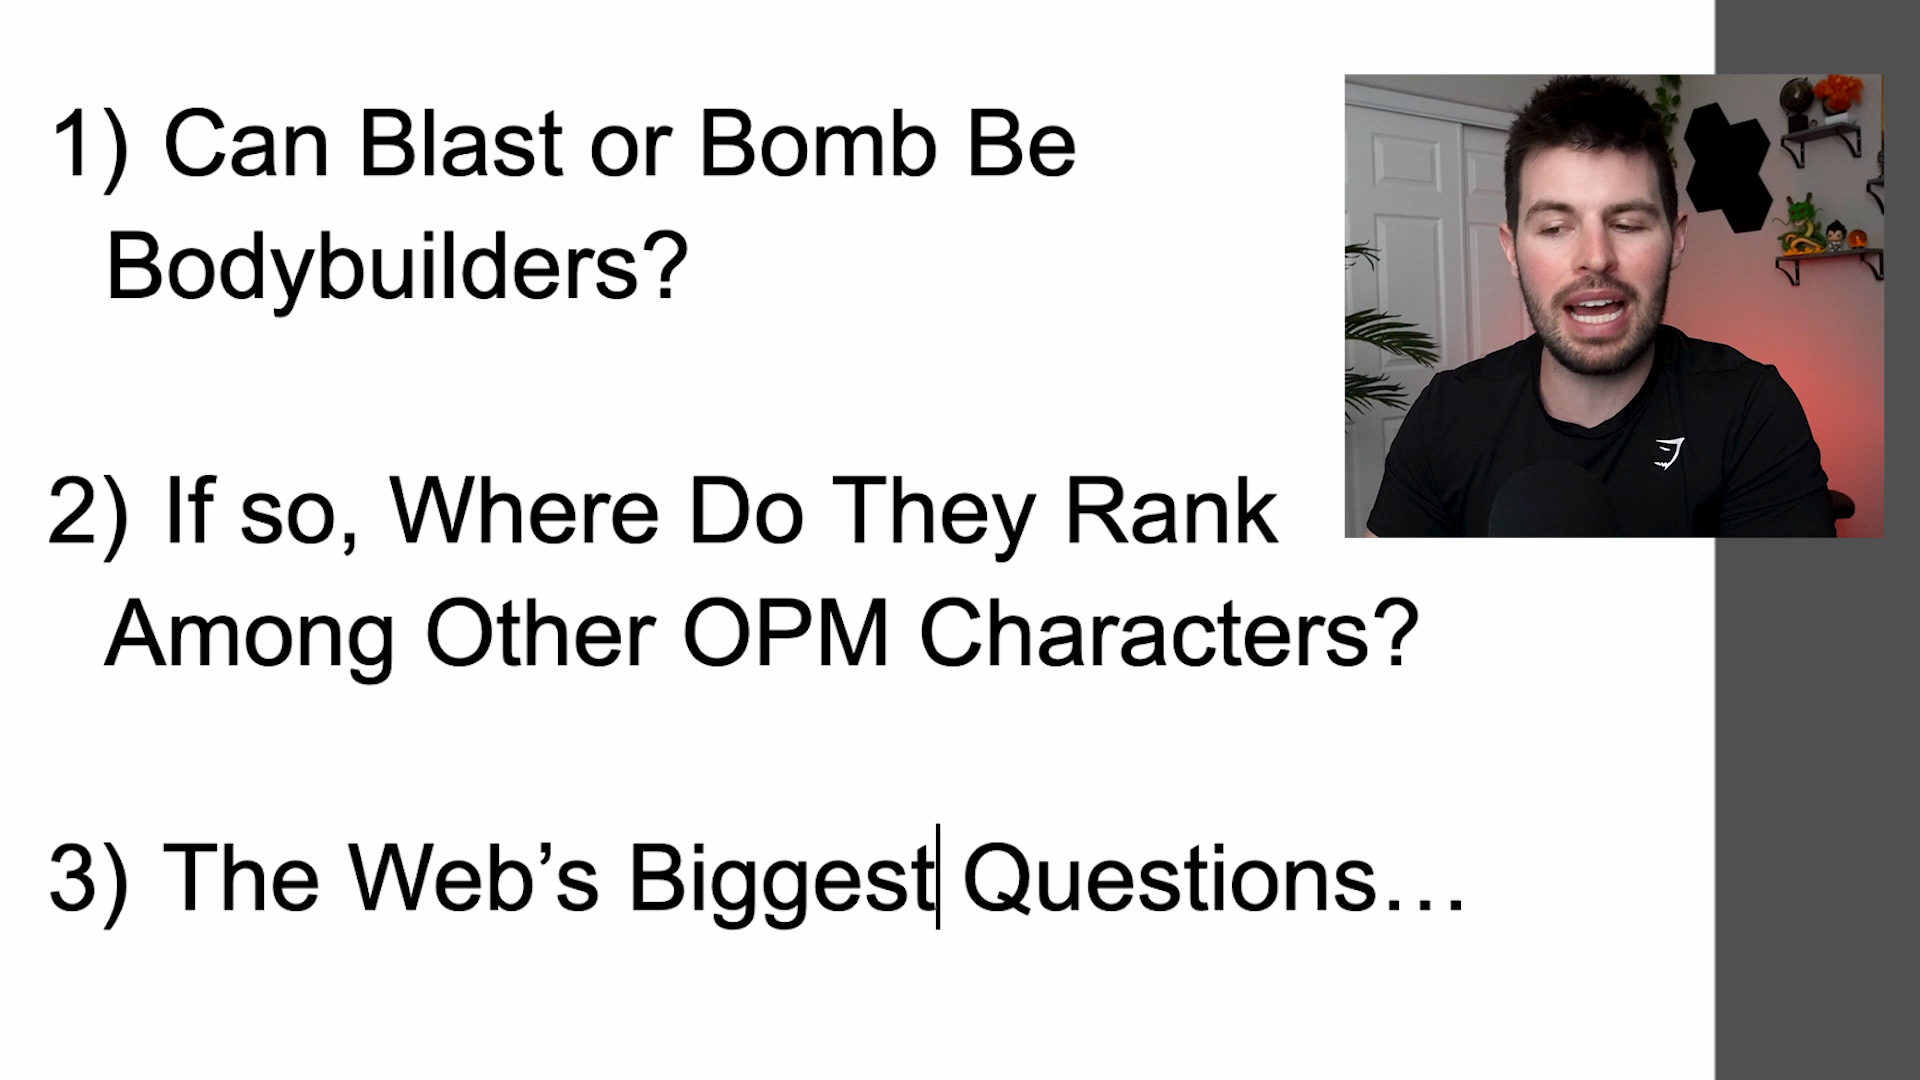 1) Can Blast or Bomb Be
Bodybuilders?
2) If so, Where Do They Rank
Among Other OPM Characters?
3) The Web’s Biggest Questions…